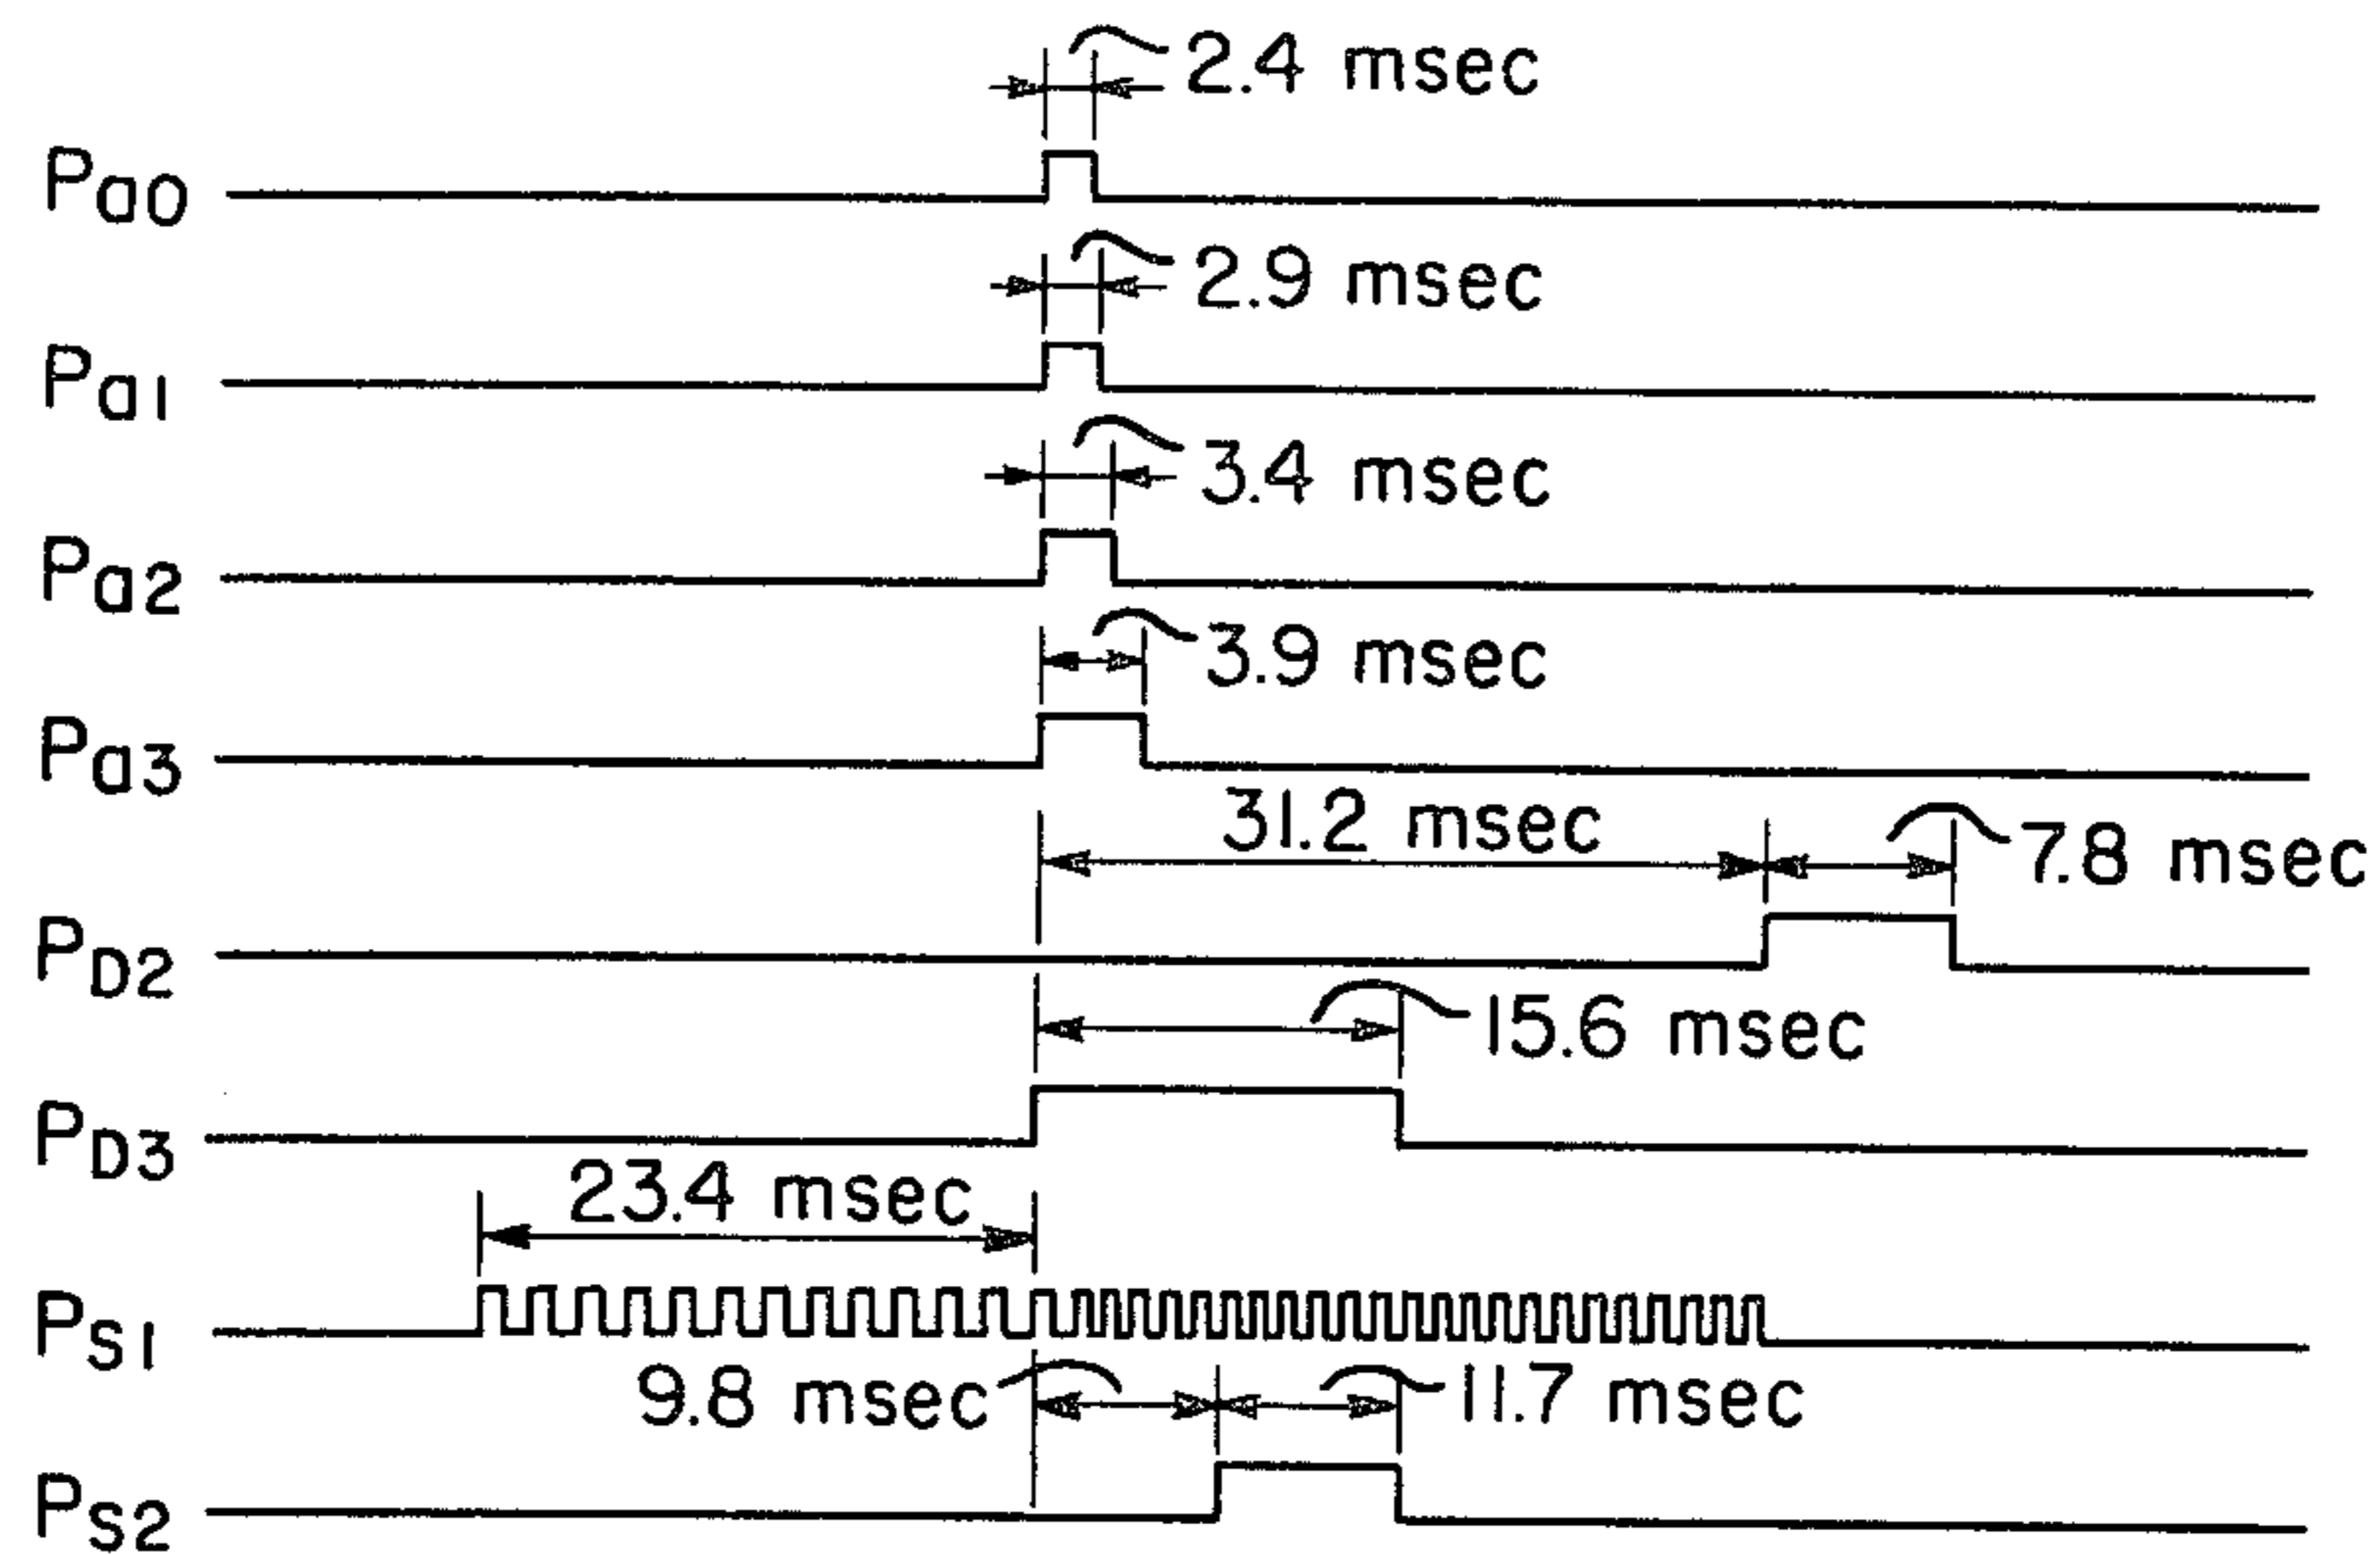 2.4 msec
Pa0
2.9 msec
Pa1
3.4 msec
Pa2
3.9 msec
Pa3
31.2 msec
7.8 msec
PD2
15.6 msec
PD3
23.4 msec
PS1
9.8 msec
11.7 msec
PS2